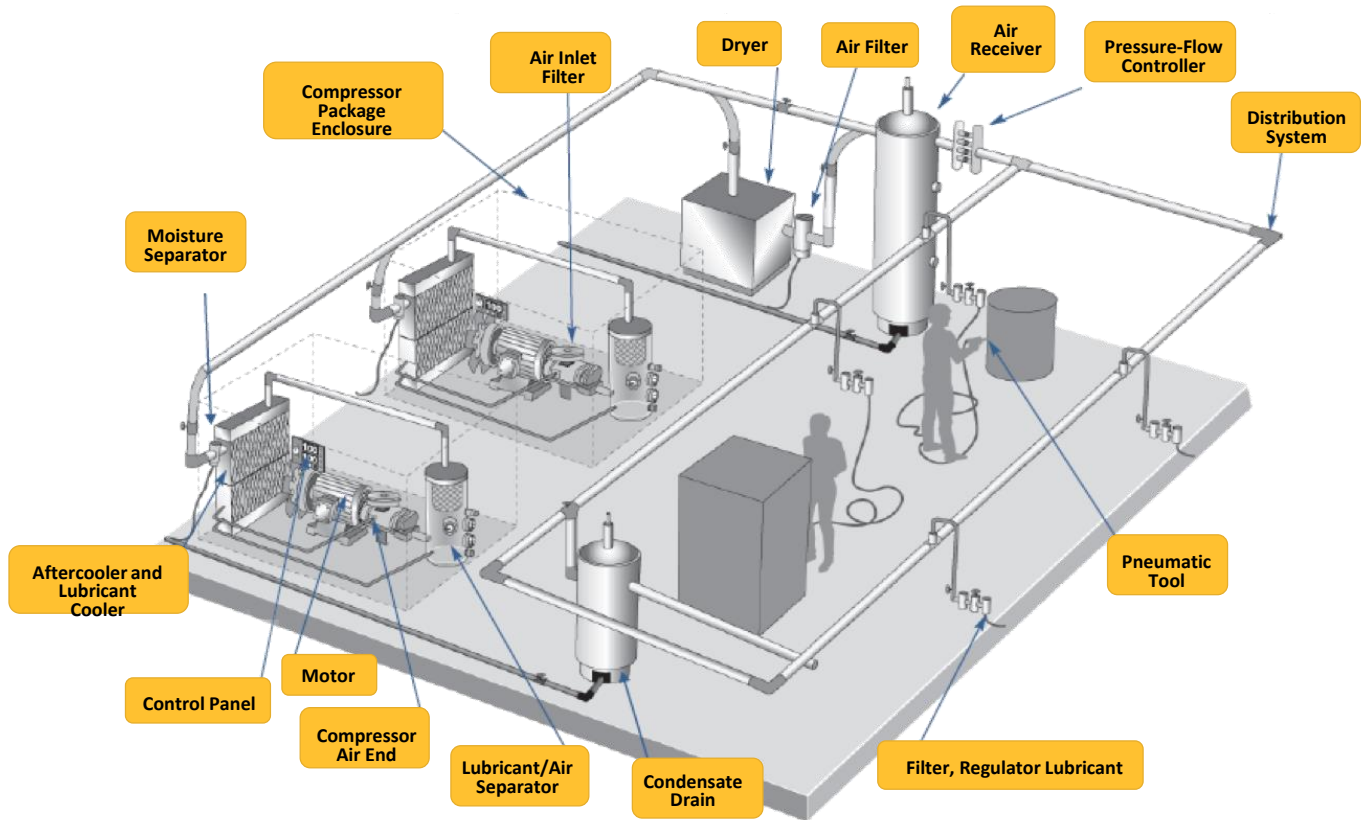 Dryer
Air Filter
Air
Receiver
Pressure-Flow
Controller
Air Inlet
Filter
Compressor
Package
Enclosure
Distribution
System
Moisture
Separator
Aftercooler and
Lubricant
Cooler
Pneumatic
Tool
Motor
Control Panel
Compressor
Air End
Lubricant/Air
Separator
Condensate
Drain
Filter, Regulator Lubricant